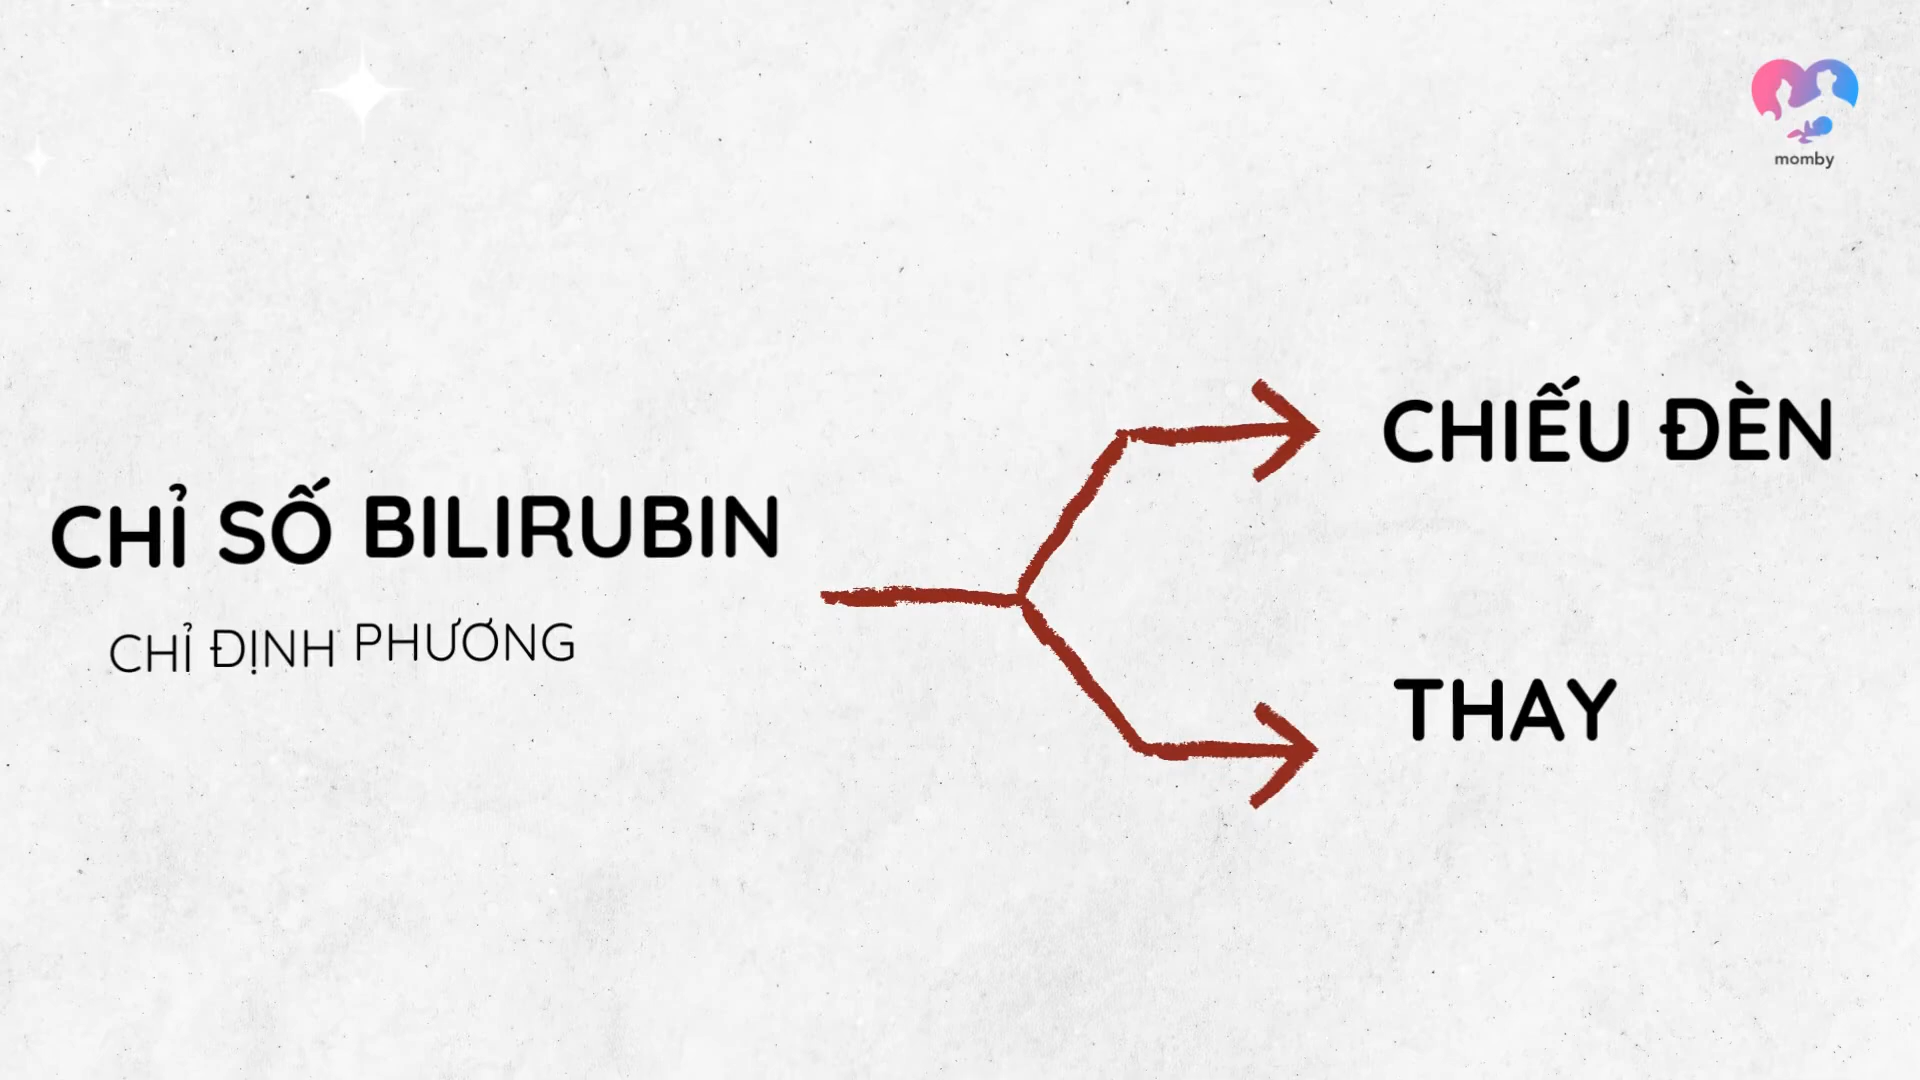 momby
CHIẾU ĐÈN
CHỈ SỐ BILIRUBIN
CHỈ ĐỊNH PHƯƠNG
THAY